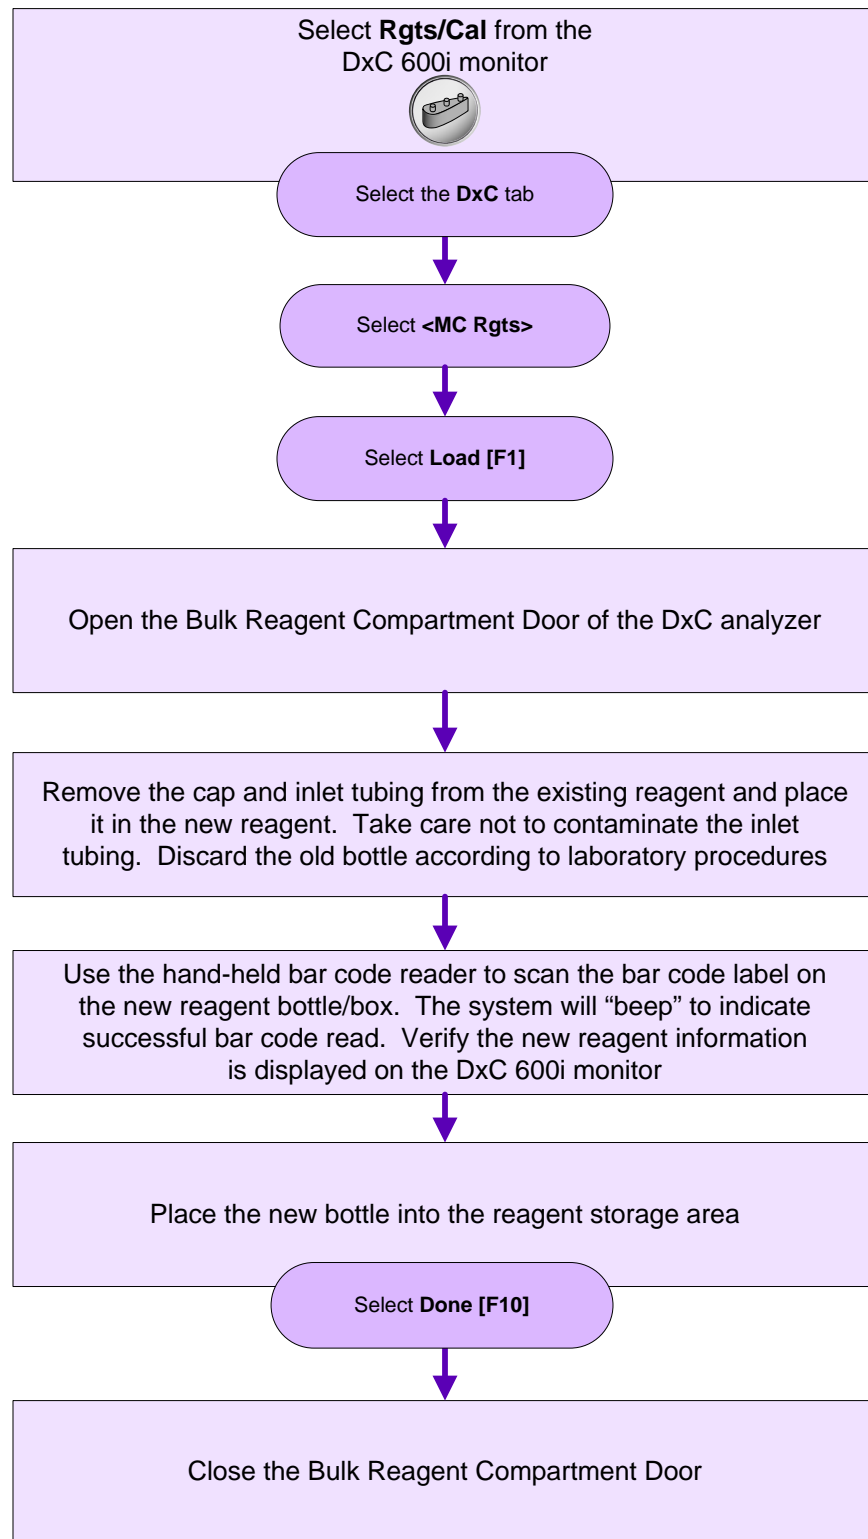 Select Rgts/Cal from the
DxC 600i monitor
Select the DxC tab
Select <MC Rgts>
Select Load [F1]
Open the Bulk Reagent Compartment Door of the DxC analyzer
Remove the cap and inlet tubing from the existing reagent and place
it in the new reagent.  Take care not to contaminate the inlet
tubing.  Discard the old bottle according to laboratory procedures
Use the hand-held bar code reader to scan the bar code label on
the new reagent bottle/box.  The system will “beep” to indicate
successful bar code read.  Verify the new reagent information
is displayed on the DxC 600i monitor
Place the new bottle into the reagent storage area
Select Done [F10]
Close the Bulk Reagent Compartment Door